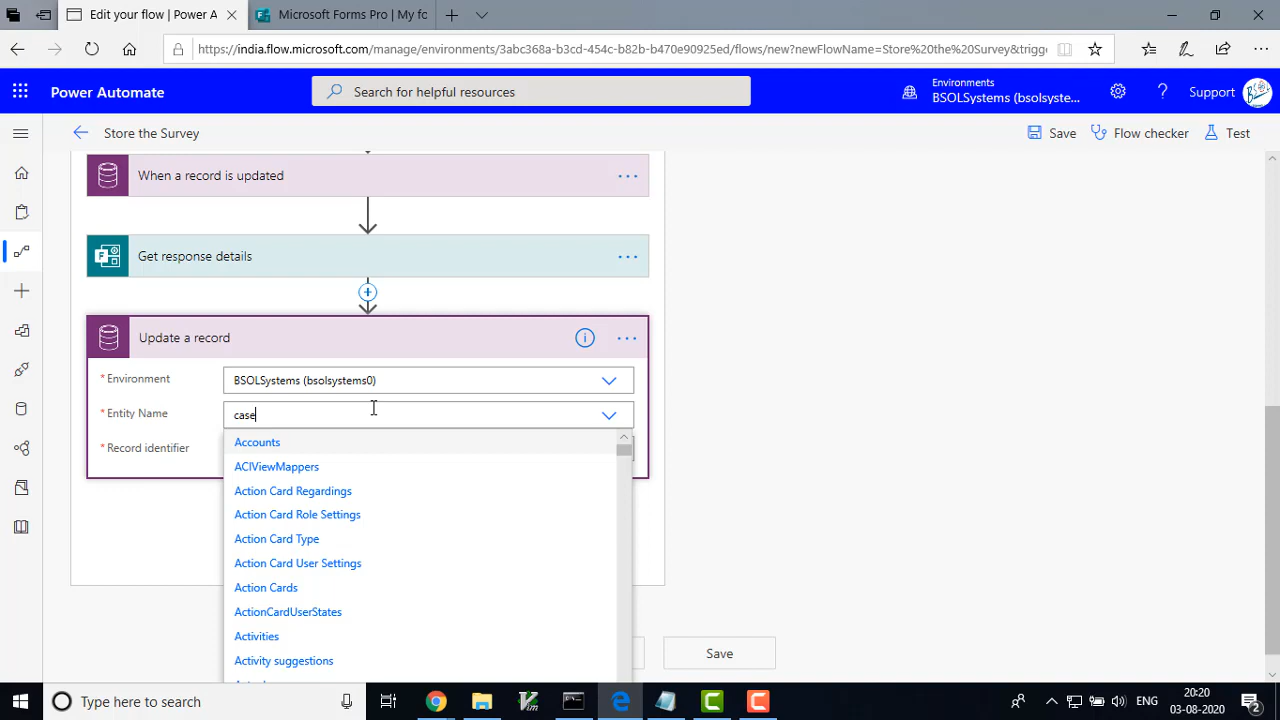 Edit your flow | Power A
Microsoft Forms Pro | My fc
https://india.flow.microsoft.com/manage/environments/3abc368a-b3cd-454c-b82b-b470e90925ed/flows/new?newFlowName=Store%20the%20Survey&trigge
Power Automate
Search for helpful resources
Environments
BSOLSystems (bsolsyste...
Support
Store the Survey
Save
Flow checker
Test
When a record is updated
Get response details
Update a record
* Environment
BSOLSystems (bsolsystems0)
* Entity Name
case
* Record identifier
Accounts
ACIViewMappers
Action Card Regardings
Action Card Role Settings
Action Card Type
Action Card User Settings
Action Cards
ActionCardUserStates
Activities
Activity suggestions
Save
Type here to search
ENG
20:20
03-08-2020
2